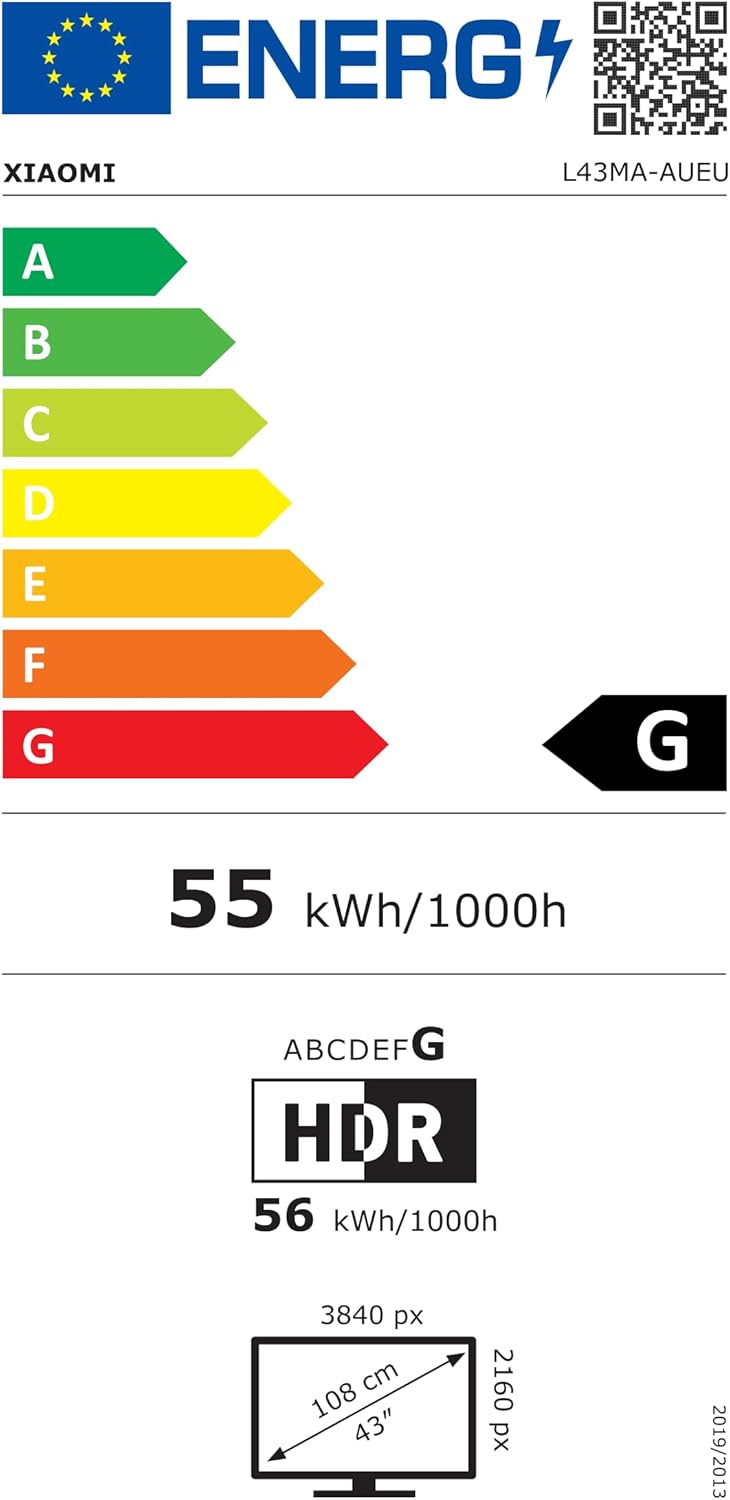 ENERG
XIAOMI
L43MA-AUEU
A
B
C
D
E
F
G
G
55 kWh/1000h
ABCDEFG
HDR
56 kWh/1000h
3840 px
108 cm
43″
2160 px
2019/2013